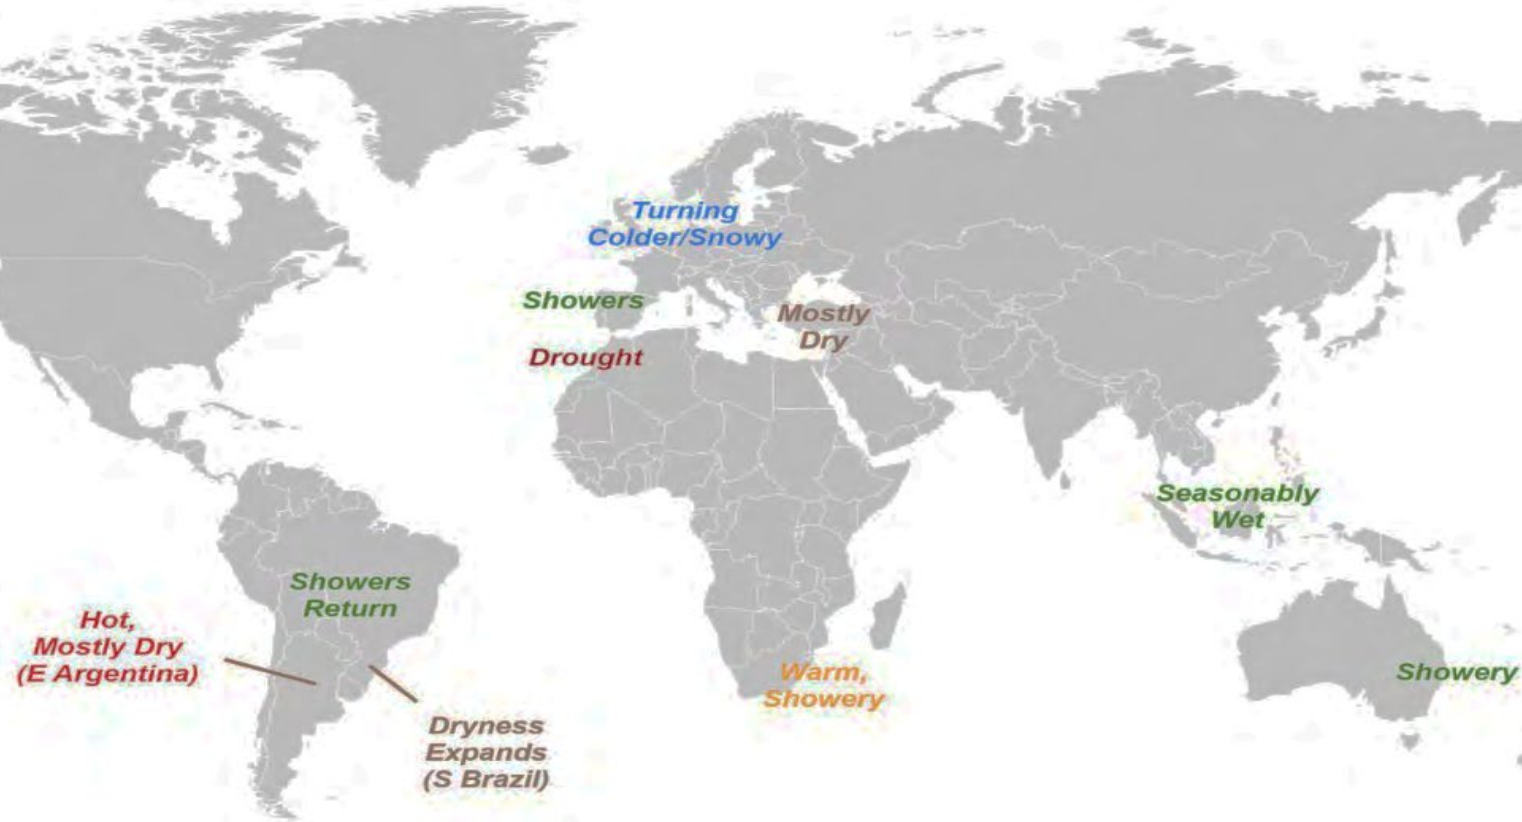 Turning
Colder/Snowy
Showers
Mostly
Dry
Drought
Seasonably
Wet
Showers
Return
Hot,
Mostly Dry
(E Argentina)
Warm,
Showery
Showery
Dryness
Expands
(S Brazil)